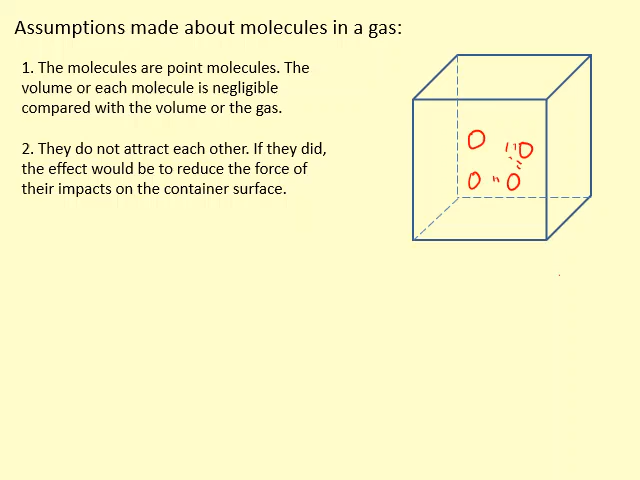 Assumptions made about molecules in a gas:
1. The molecules are point molecules. The
volume or each molecule is negligible
compared with the volume or the gas.
2. They do not attract each other. If they did,
the effect would be to reduce the force of
their impacts on the container surface.